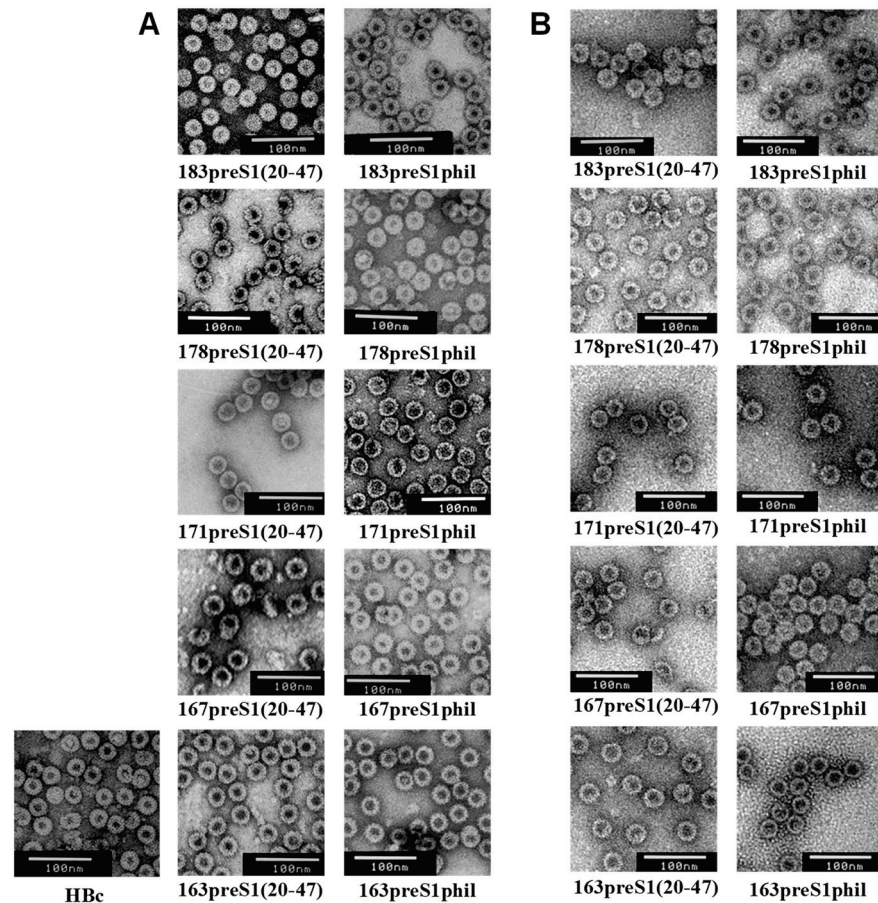 A
B
100nm 100nm 100nm 100nm
183preS1(20-47) 183preS1phil 183preS1(20-47) 183preS1phil
100nm 100nm 100nm 100nm
178preS1(20-47) 178preS1phil 178preS1(20-47) 178preS1phil
100nm 100nm 100nm 100nm
171preS1(20-47) 171preS1phil 171preS1(20-47) 171preS1phil
100nm 100nm 100nm 100nm
167preS1(20-47) 167preS1phil 167preS1(20-47) 167preS1phil
100nm 100nm 100nm 100nm 100nm
HBc 163preS1(20-47) 163preS1phil 163preS1(20-47) 163preS1phil